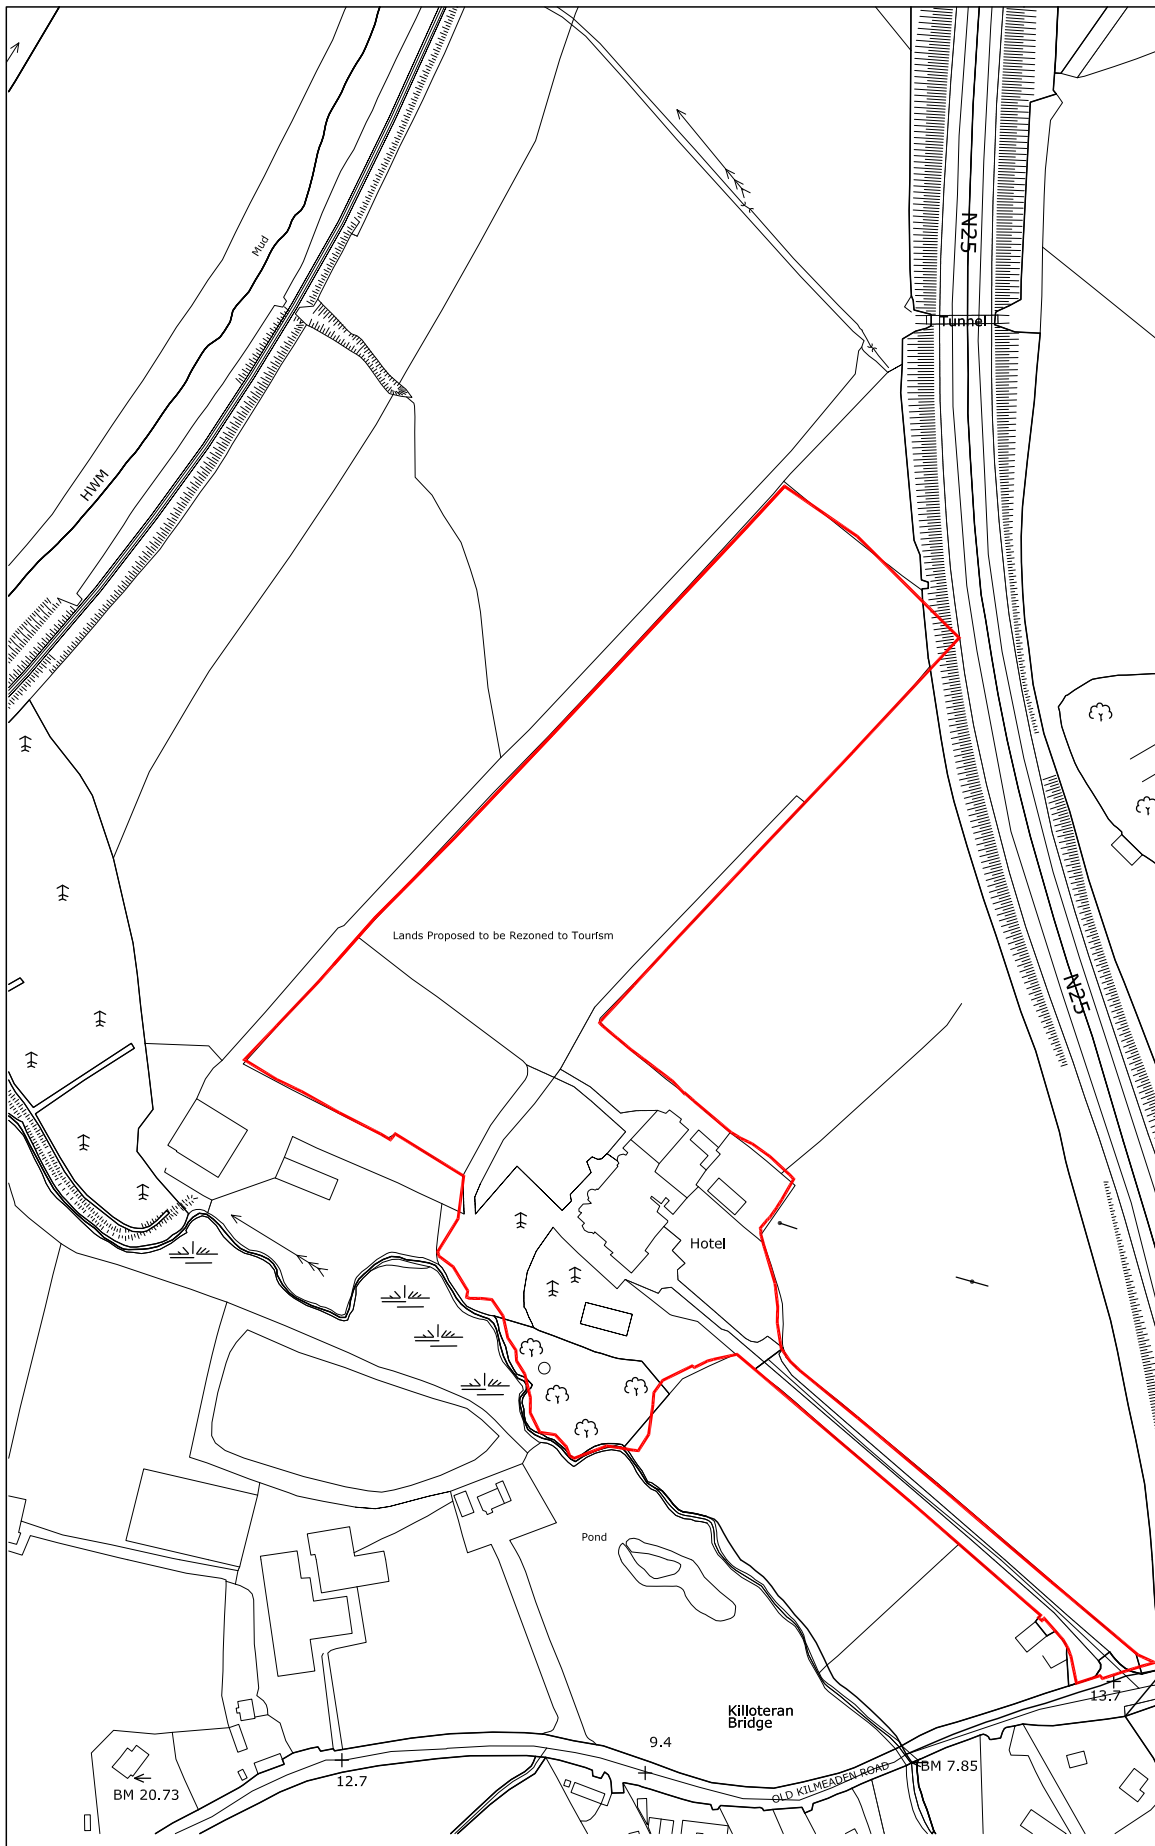 N25
Mud
Tunnel
HWM
Lands Proposed to be Rezoned to Tourism
N25
Hotel
Pond
13.7
Killoteran
Bridge
9.4
BM 7.85
12.7
OLD KILMEADEN ROAD
BM 20.73